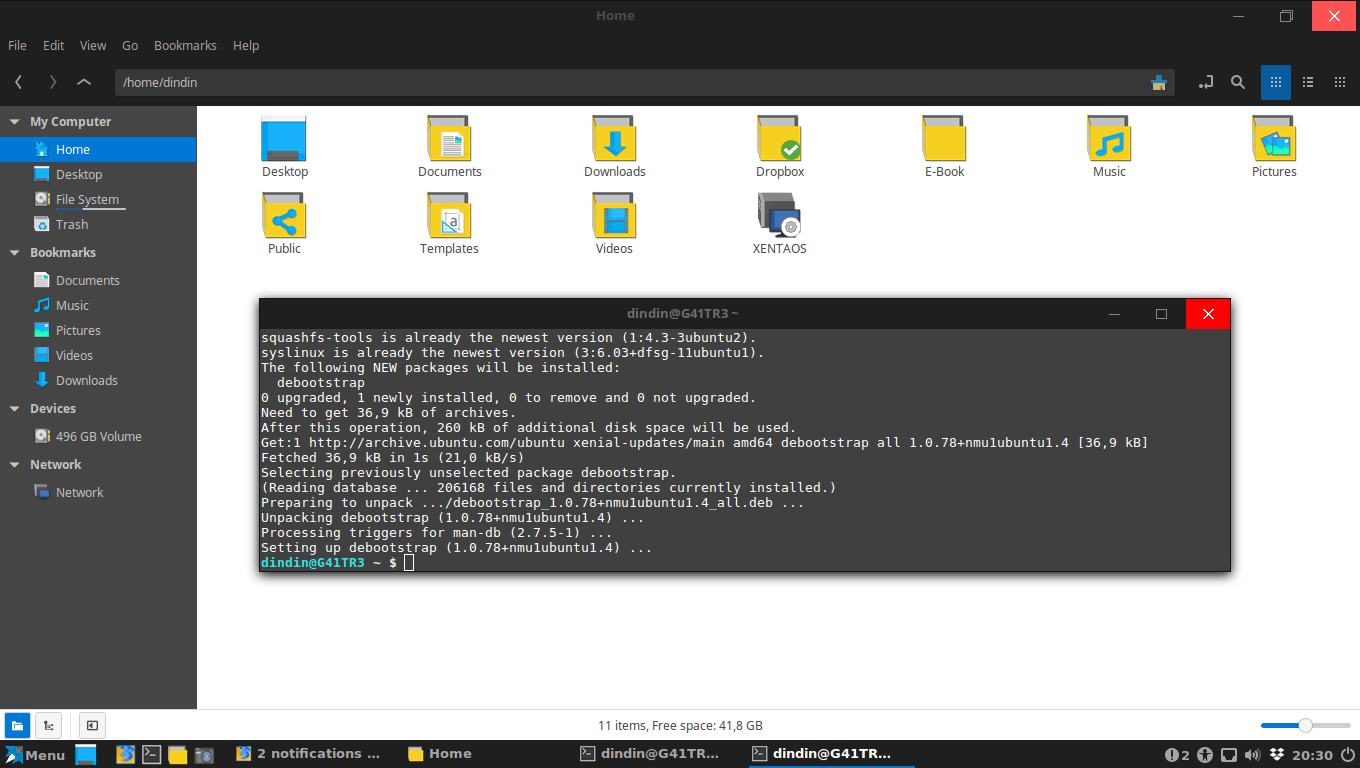 Home
File Edit View Go Bookmarks Help
/home/dindin
My Computer
Home
Desktop
File System
Trash
Bookmarks
Documents
Music
Pictures
Videos
Downloads
Devices
496 GB Volume
Network
Network
Desktop Documents Downloads Dropbox E-Book Music Pictures
Public Templates Videos XENTAOS
dindin@G41TR3 ~
squashfs-tools is already the newest version (1:4.3-3ubuntu2).
syslinux is already the newest version (3:6.03+dfsg-11ubuntu1).
The following NEW packages will be installed:
  debootstrap
0 upgraded, 1 newly installed, 0 to remove and 0 not upgraded.
Need to get 36,9 kB of archives.
After this operation, 260 kB of additional disk space will be used.
Get:1 http://archive.ubuntu.com/ubuntu xenial-updates/main amd64 debootstrap all 1.0.78+nmu1ubuntu1.4 [36,9 kB]
Fetched 36,9 kB in 1s (21,0 kB/s)
Selecting previously unselected package debootstrap.
(Reading database ... 206168 files and directories currently installed.)
Preparing to unpack .../debootstrap_1.0.78+nmu1ubuntu1.4_all.deb ...
Unpacking debootstrap (1.0.78+nmu1ubuntu1.4) ...
Processing triggers for man-db (2.7.5-1) ...
Setting up debootstrap (1.0.78+nmu1ubuntu1.4) ...
dindin@G41TR3 ~ $
11 items, Free space: 41,8 GB
Menu 2 notifications ... Home dindin@G41TR... dindin@G41TR... 2 20:30